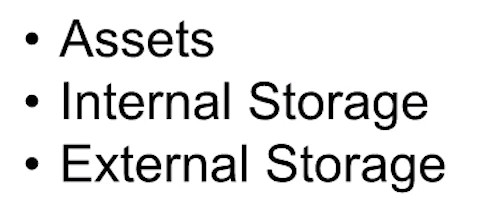 • Assets
• Internal Storage
• External Storage